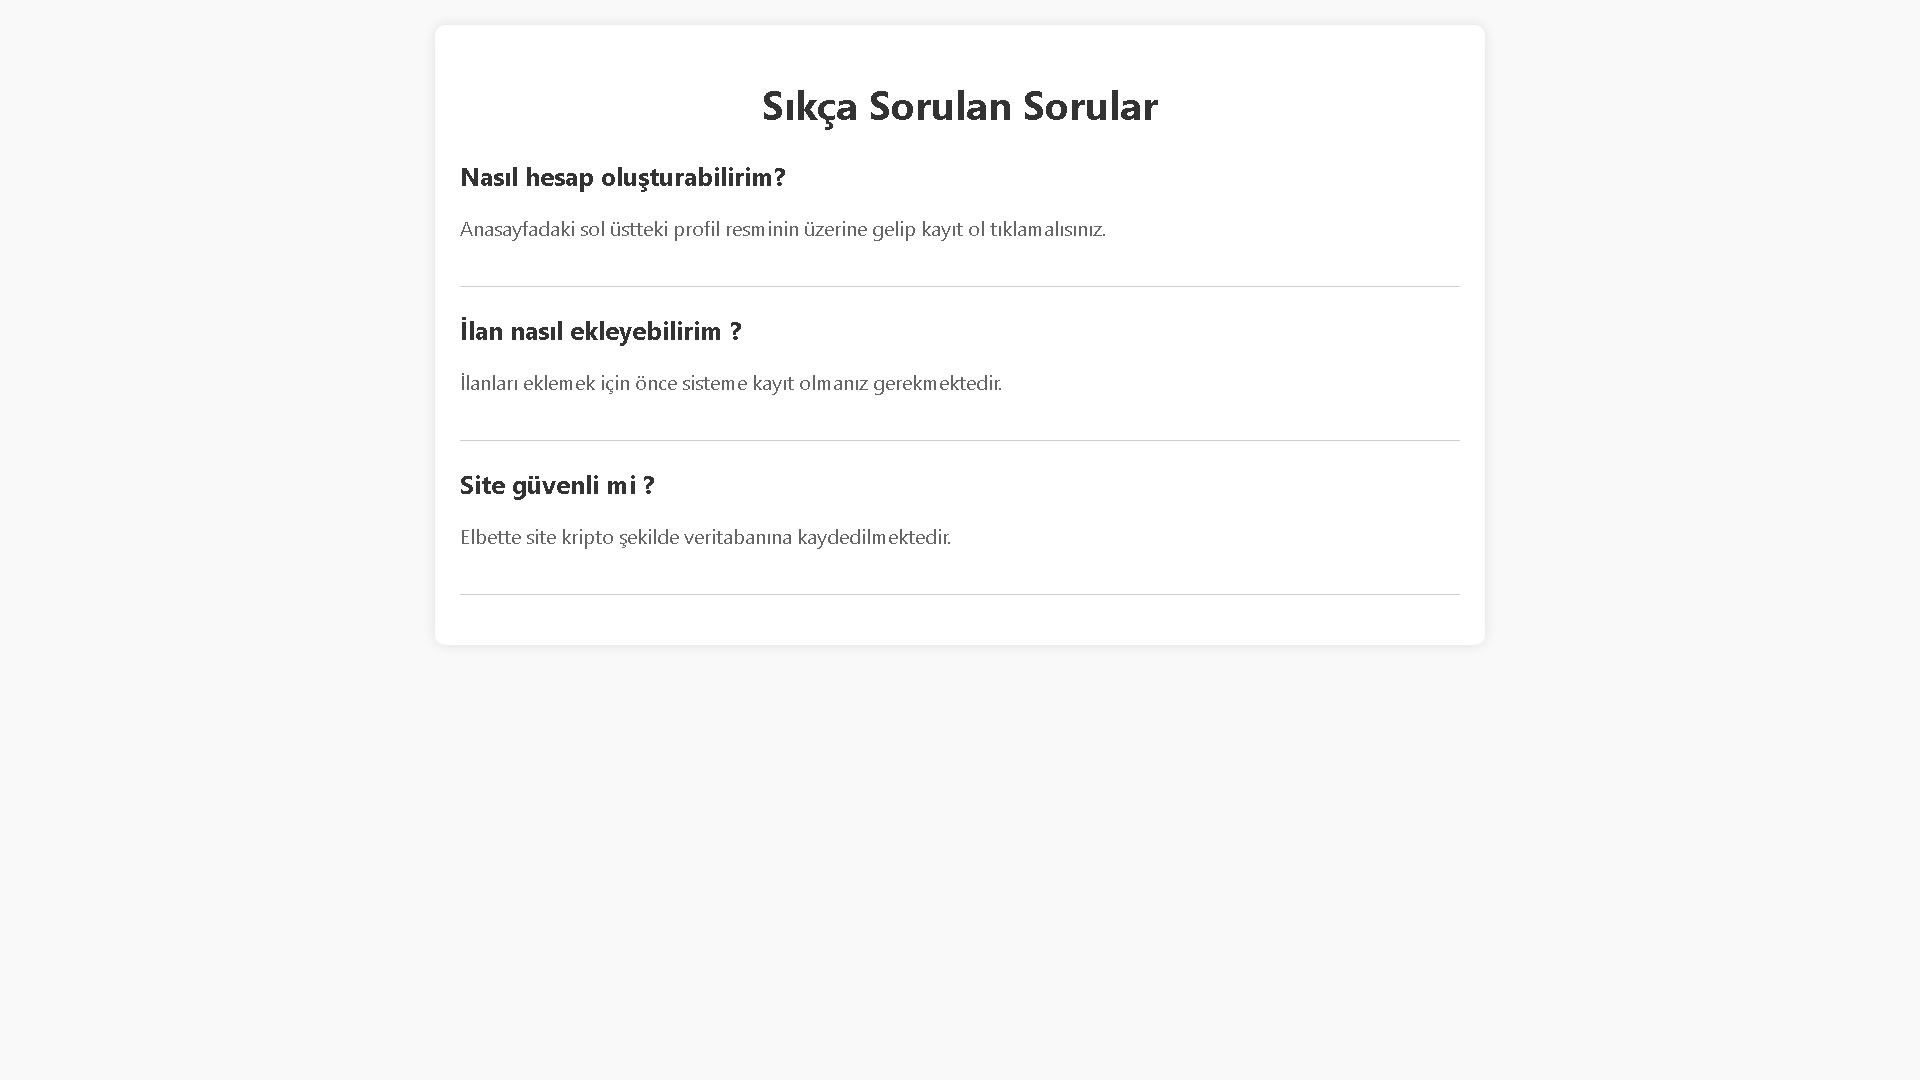 Sıkça Sorulan Sorular
Nasıl hesap oluşturabilirim?
Anasayfadaki sol üstteki profil resminin üzerine gelip kayıt ol tıklamalısınız.
İlan nasıl ekleyebilirim ?
İlanları eklemek için önce sisteme kayıt olmanız gerekmektedir.
Site güvenli mi ?
Elbette site kripto şekilde veritabanına kaydedilmektedir.